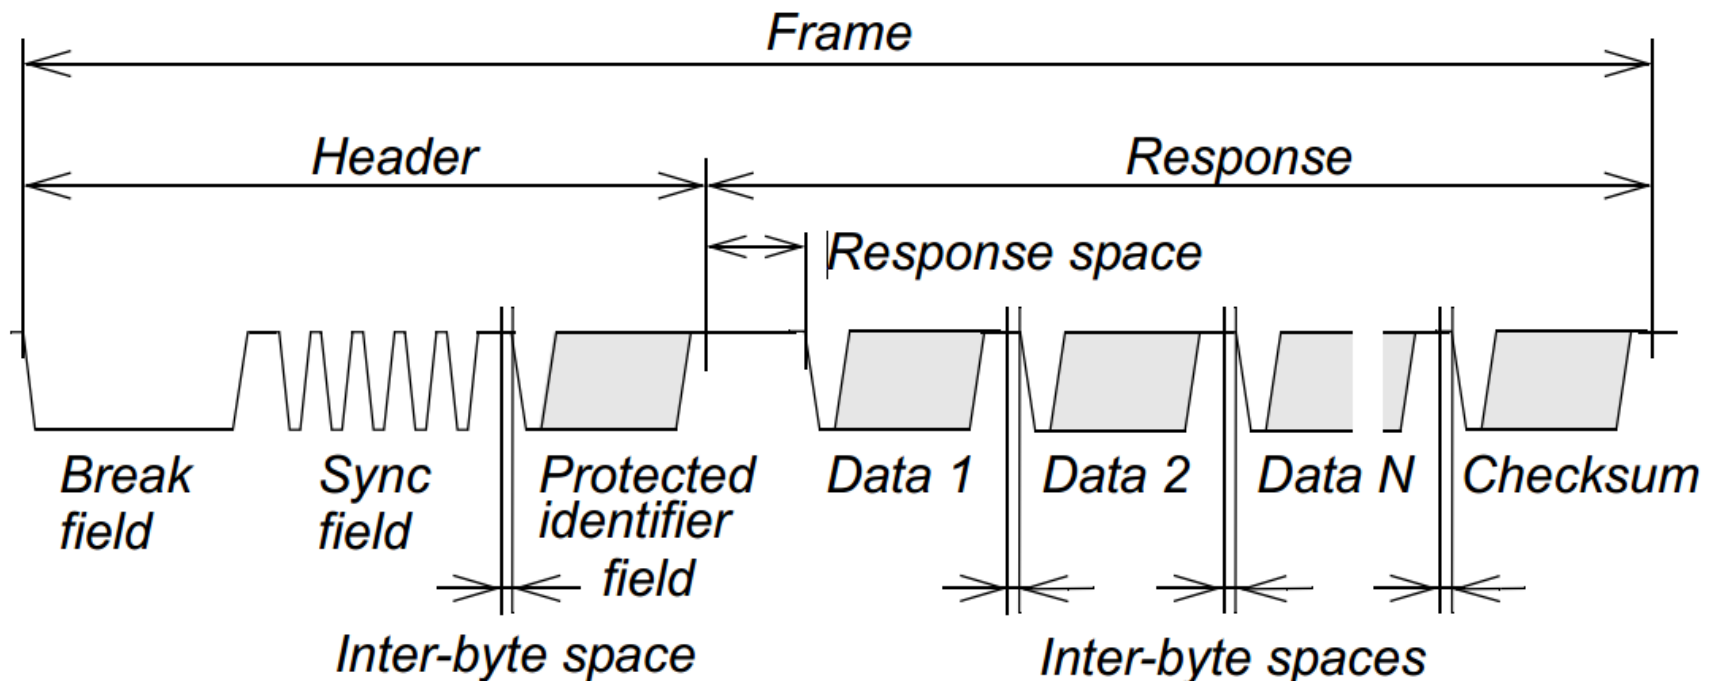 Frame
Header
Response
Response space
Break
field
Sync
field
Protected
identifier
field
Data 1
Data 2
Data N
Checksum
Inter-byte space
Inter-byte spaces